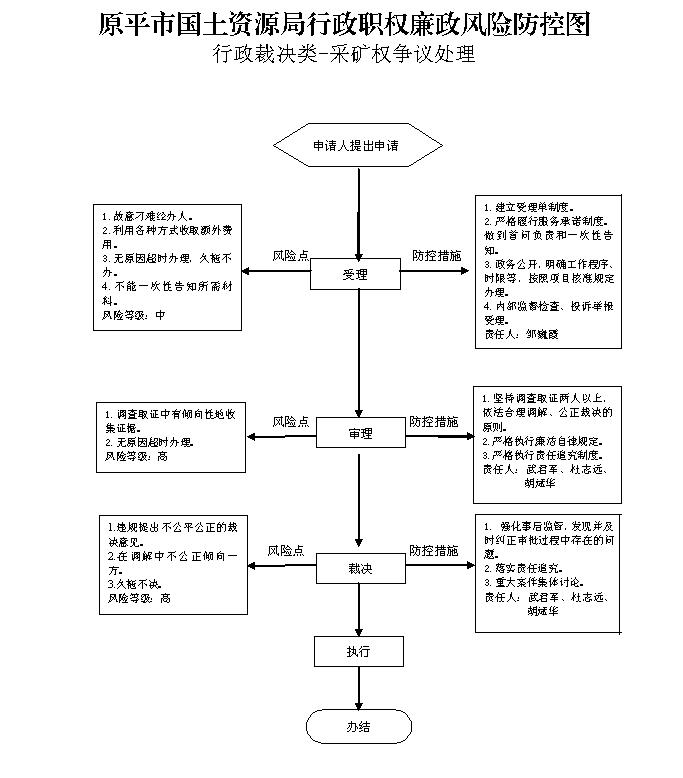 原平市国土资源局行政职权廉政风险防控图
行政裁决类-采矿权争议处理
申请人提出申请
1. 故意刁难经办人。
2. 利用各种方式收取额外费
用。
3. 无原因超时办理，久拖不
办。
4. 不能一次性告知所需材
料。
风险等级：中
风险点
受理
防控措施
1. 建立受理单制度。
2. 严格履行服务承诺制度。
做到首问负责和一次性告
知。
3. 政务公开，明确工作程序、
时限等，按照项目核准规定
办理。
4. 内部监督检查、投诉举报
受理。
责任人：邹巍霞
1. 调查取证中有倾向性地收
集证据。
2. 无原因超时办理。
风险等级：高
风险点
审理
防控措施
1. 坚持调查取证两人以上，
依法合理调解、公正裁决的
原则。
2. 严格执行廉洁自律规定。
3. 严格执行责任追究制度。
责任人：武君军、杜志远、
胡斌华
1.违规提出不公平公正的裁
决意见。
2.在调解中不公正倾向一
方。
3.久拖不决。
风险等级：高
风险点
裁决
防控措施
1. 强化事后监管，发现并及
时纠正审批过程中存在的问
题。
2. 落实责任追究。
3. 重大案件集体讨论。
责任人：武君军、杜志远、
胡斌华
执行
办结